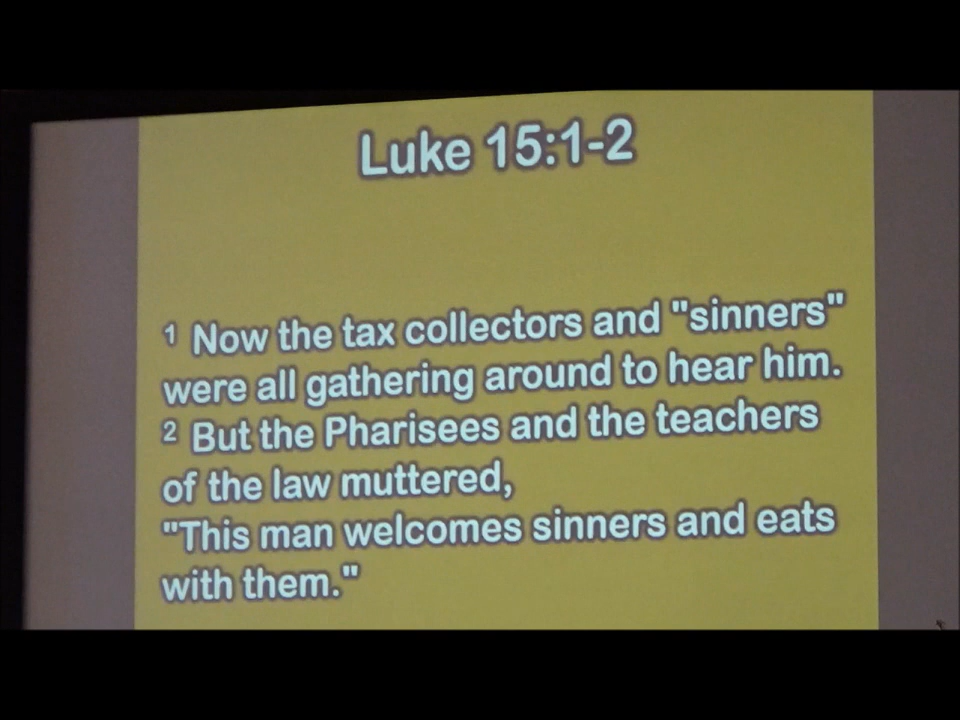 Luke 15:1-2
1 Now the tax collectors and "sinners"
were all gathering around to hear him.
2 But the Pharisees and the teachers
of the law muttered,
"This man welcomes sinners and eats
with them."